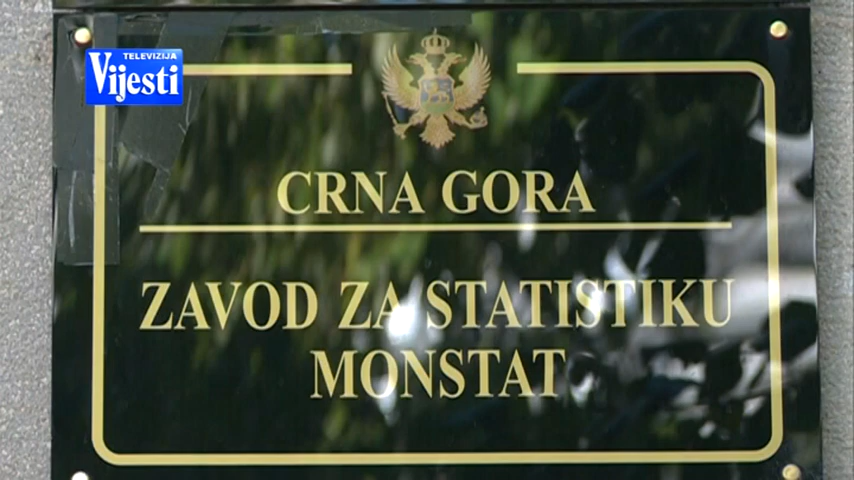 TELEVIZIJA
Vijesti
CRNA GORA
ZAVOD ZA STATISTIKU
MONSTAT